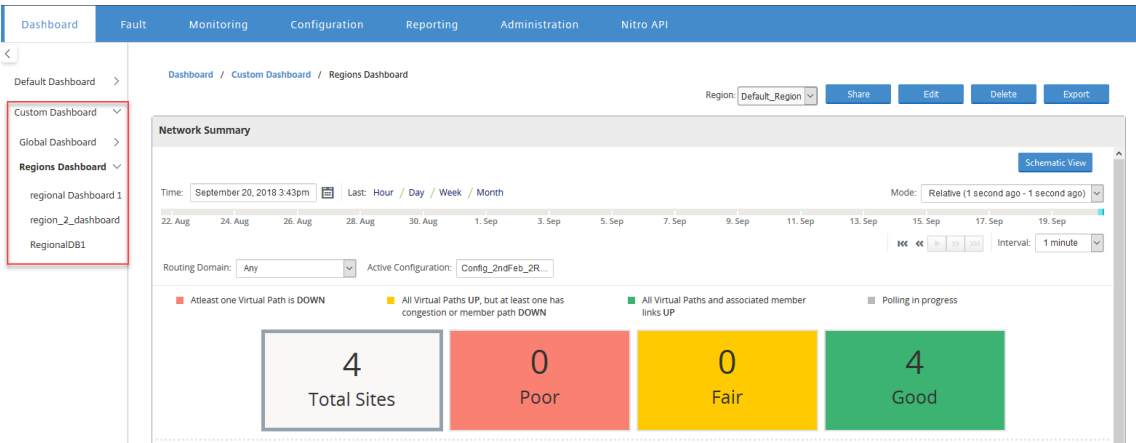 Dashboard Fault Monitoring Configuration Reporting Administration Nitro API
Default Dashboard
Custom Dashboard
Global Dashboard
Regions Dashboard
regional Dashboard 1
region_2_dashboard
RegionalDB1
Dashboard / Custom Dashboard / Regions Dashboard
Region: Default_Region Share Edit Delete Export
Network Summary
Schematic View
Time: September 20, 2018 3:43pm Last: Hour / Day / Week / Month Mode: Relative (1 second ago - 1 second ago)
22. Aug 24. Aug 26. Aug 28. Aug 30. Aug 1. Sep 3. Sep 5. Sep 7. Sep 9. Sep 11. Sep 13. Sep 15. Sep 17. Sep 19. Sep
Interval: 1 minute
Routing Domain: Any Active Configuration: Config_2ndFeb_2R...
Atleast one Virtual Path is DOWN
All Virtual Paths UP, but at least one has
congestion or member path DOWN
All Virtual Paths and associated member
links UP
Polling in progress
4
Total Sites
0
Poor
0
Fair
4
Good